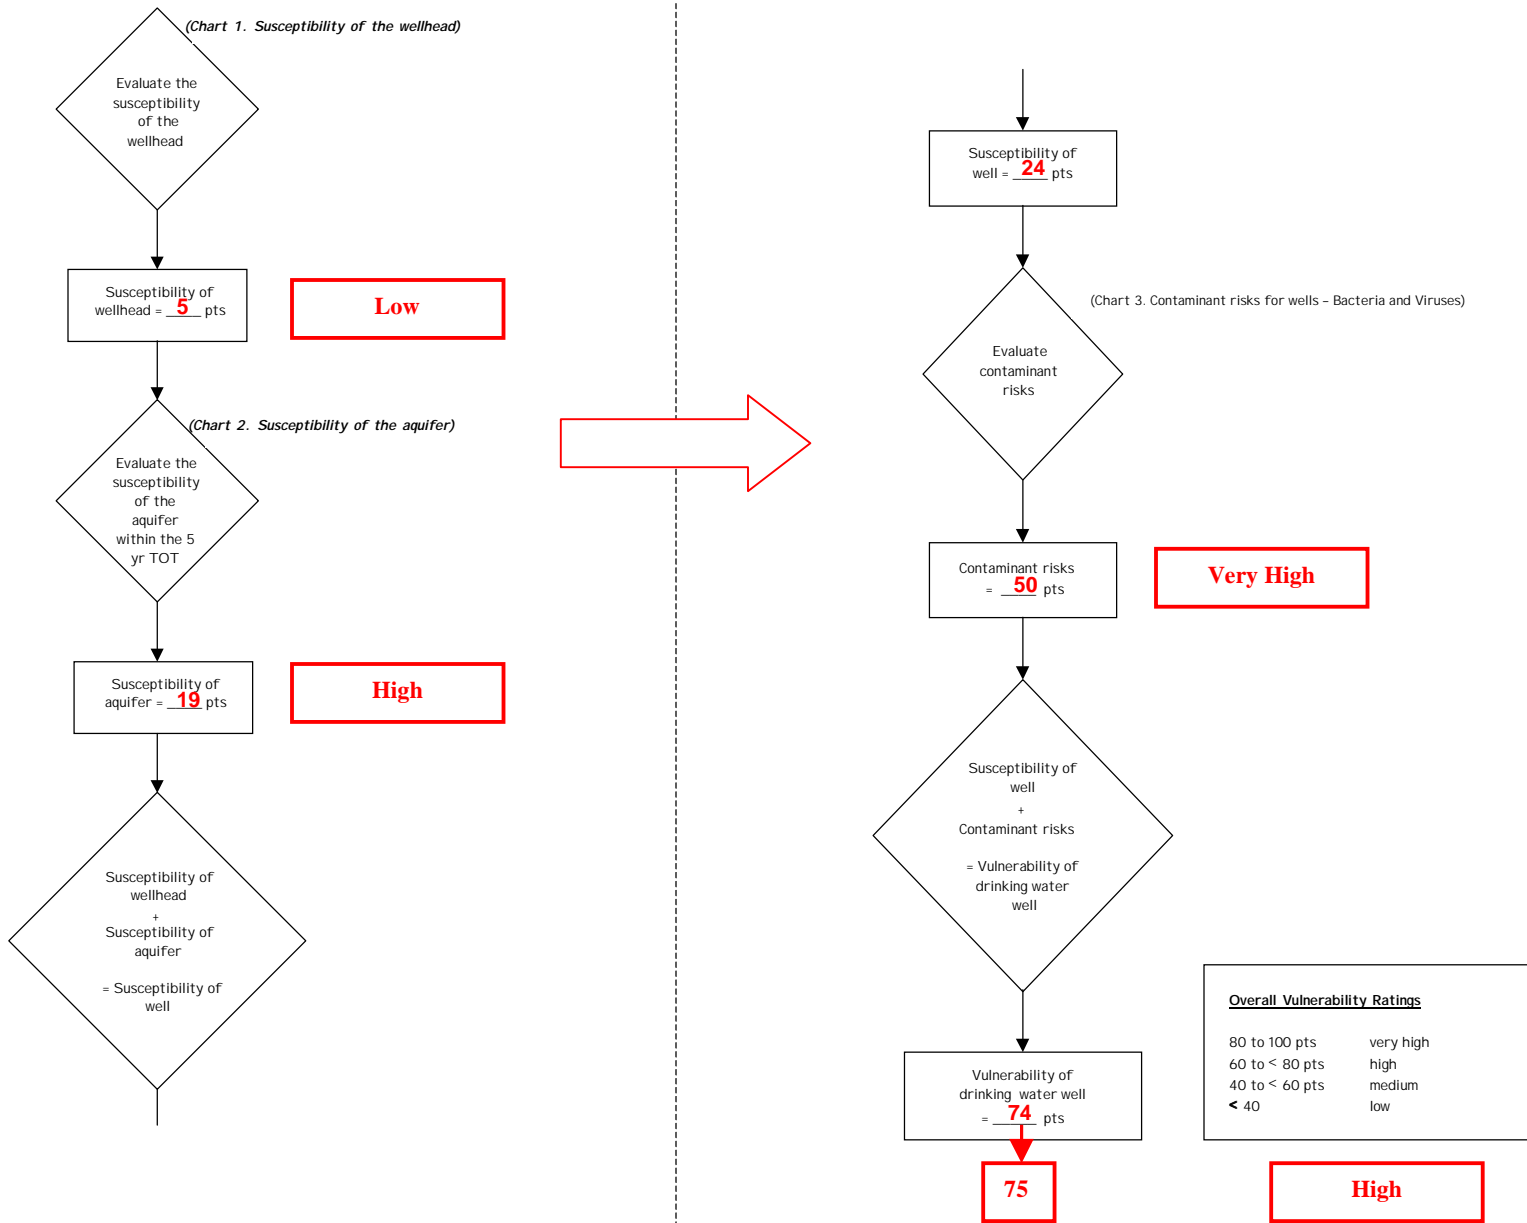 (Chart 1. Susceptibility of the wellhead)
Evaluate the
susceptibility
of the
wellhead
Susceptibility of
wellhead = 5 pts
Low
(Chart 2. Susceptibility of the aquifer)
Evaluate the
susceptibility
of the
aquifer
within the 5
yr TOT
Susceptibility of
aquifer = 19 pts
High
Susceptibility of
wellhead
+
Susceptibility of
aquifer
= Susceptibility of
well
Susceptibility of
well = 24 pts
(Chart 3. Contaminant risks for wells – Bacteria and Viruses)
Evaluate
contaminant
risks
Contaminant risks
= 50 pts
Very High
Susceptibility of
well
+
Contaminant risks
= Vulnerability of
drinking water
well
Vulnerability of
drinking water well
= 74 pts
75
Overall Vulnerability Ratings
80 to 100 pts very high
60 to < 80 pts high
40 to < 60 pts medium
< 40 low
High